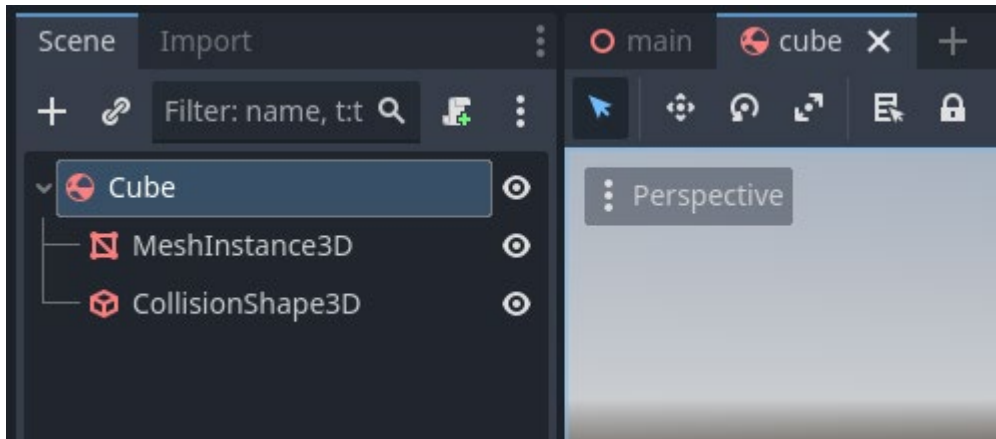 Scene Import
main cube
Filter: name, t:t
Cube
Perspective
MeshInstance3D
CollisionShape3D